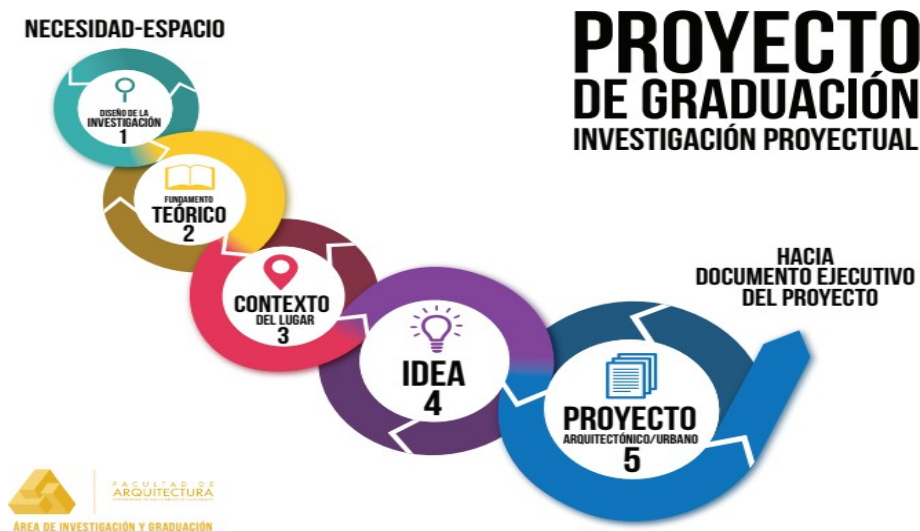 NECESIDAD-ESPACIO
PROYECTO
DE GRADUACIÓN
INVESTIGACIÓN PROYECTUAL
DISEÑO DE LA
INVESTIGACIÓN
1
FUNDAMENTO
TEÓRICO
2
CONTEXTO
DEL LUGAR
3
IDEA
4
PROYECTO
ARQUITECTÓNICO/URBANO
5
HACIA
DOCUMENTO EJECUTIVO
DEL PROYECTO
FACULTAD DE
ARQUITECTURA
ÁREA DE INVESTIGACIÓN Y GRADUACIÓN